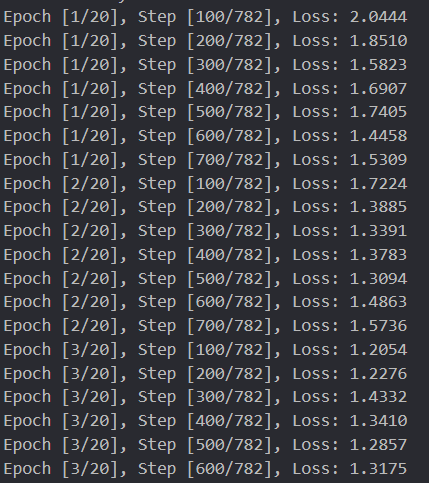 Epoch [1/20], Step [100/782], Loss: 2.0444
Epoch [1/20], Step [200/782], Loss: 1.8510
Epoch [1/20], Step [300/782], Loss: 1.5823
Epoch [1/20], Step [400/782], Loss: 1.6907
Epoch [1/20], Step [500/782], Loss: 1.7405
Epoch [1/20], Step [600/782], Loss: 1.4458
Epoch [1/20], Step [700/782], Loss: 1.5309
Epoch [2/20], Step [100/782], Loss: 1.7224
Epoch [2/20], Step [200/782], Loss: 1.3885
Epoch [2/20], Step [300/782], Loss: 1.3391
Epoch [2/20], Step [400/782], Loss: 1.3783
Epoch [2/20], Step [500/782], Loss: 1.3094
Epoch [2/20], Step [600/782], Loss: 1.4863
Epoch [2/20], Step [700/782], Loss: 1.5736
Epoch [3/20], Step [100/782], Loss: 1.2054
Epoch [3/20], Step [200/782], Loss: 1.2276
Epoch [3/20], Step [300/782], Loss: 1.4332
Epoch [3/20], Step [400/782], Loss: 1.3410
Epoch [3/20], Step [500/782], Loss: 1.2857
Epoch [3/20], Step [600/782], Loss: 1.3175